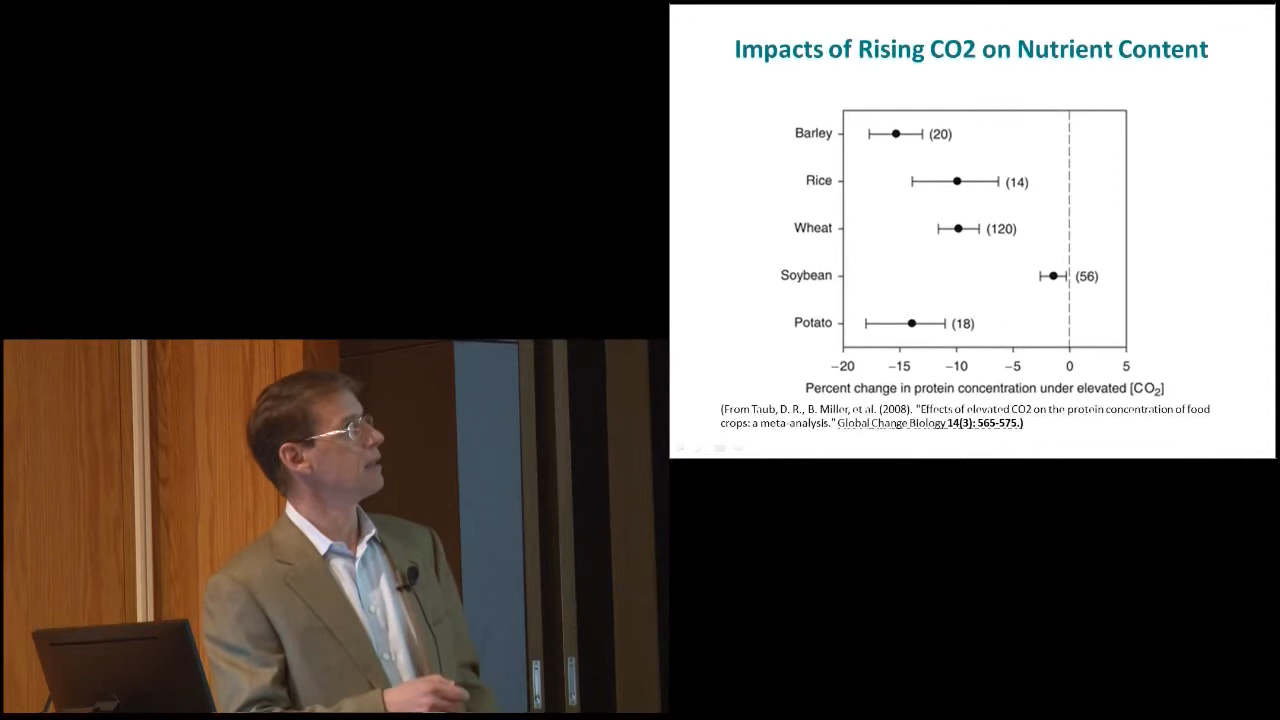 Impacts of Rising CO2 on Nutrient Content
Barley
(20)
Rice
(14)
Wheat
(120)
Soybean
(56)
Potato
(18)
−20 −15 −10 −5 0 5
Percent change in protein concentration under elevated [CO₂]
(From Taub, D. R., B. Miller, et al. (2008). "Effects of elevated CO2 on the protein concentration of food
crops: a meta-analysis." Global Change Biology 14(3): 565-575.)